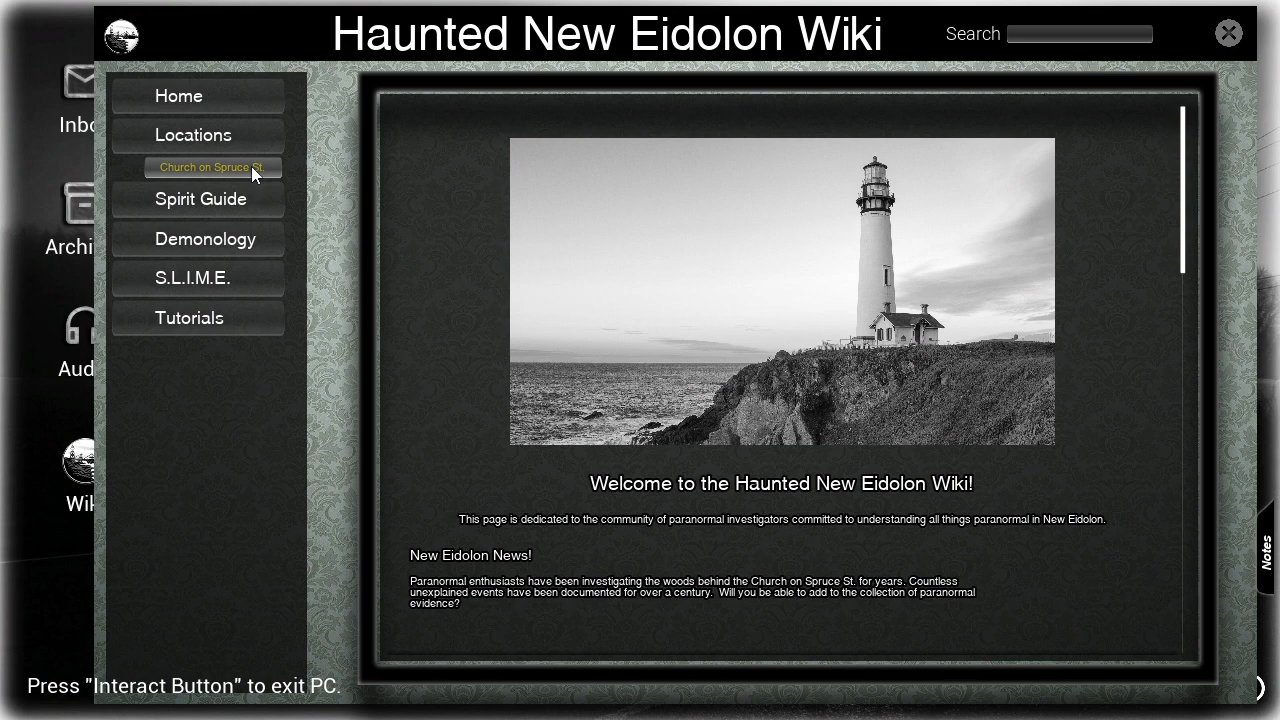 Haunted New Eidolon Wiki
Search
Home
Locations
Church on Spruce St.
Spirit Guide
Demonology
S.L.I.M.E.
Tutorials
Inbo
Archi
Aud
Wik
Welcome to the Haunted New Eidolon Wiki!
This page is dedicated to the community of paranormal investigators committed to understanding all things paranormal in New Eidolon.
New Eidolon News!
Paranormal enthusiasts have been investigating the woods behind the Church on Spruce St. for years. Countless
unexplained events have been documented for over a century. Will you be able to add to the collection of paranormal
evidence?
Notes
Press "Interact Button" to exit PC.